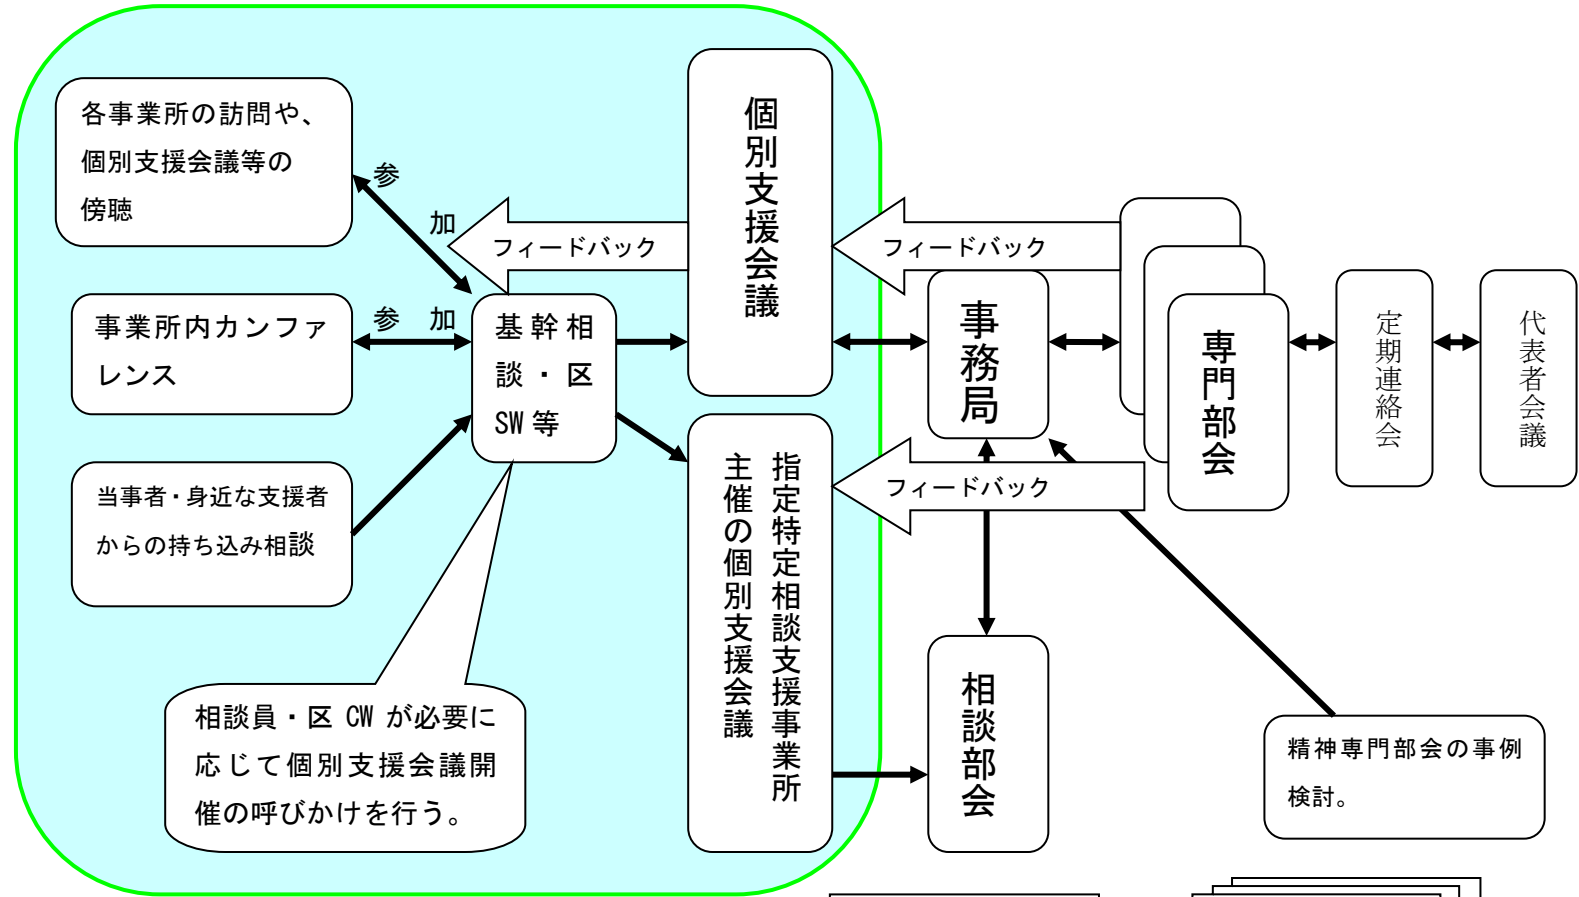 各事業所の訪問や、
個別支援会議等の
傍聴
参
加
フィードバック
個別支援会議
フィードバック
事業所内カンファ
レンス
参 加
基幹相
談・区
SW 等
事務局
専門部会
定期連絡会
代表者会議
当事者・身近な支援者
からの持ち込み相談
指定特定相談支援事業所
主催の個別支援会議
フィードバック
相談員・区 CW が必要に
応じて個別支援会議開
催の呼びかけを行う。
相談部会
精神専門部会の事例
検討。